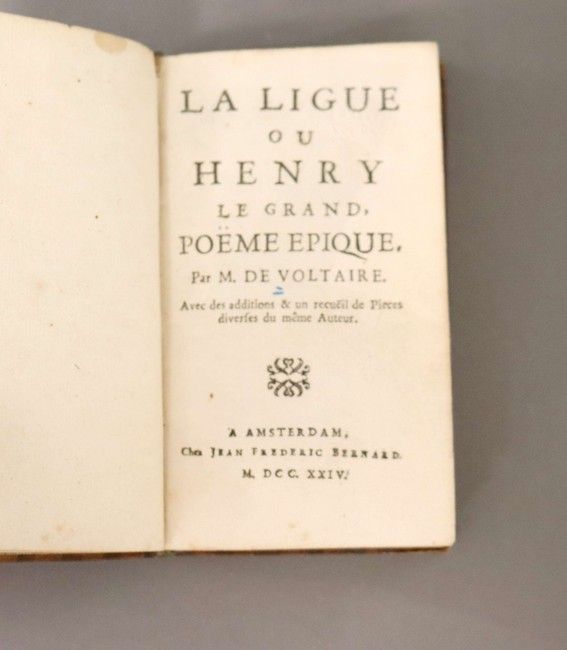 LA LIGUE
OU
HENRY
LE GRAND,
POËME EPIQUE,
Par M. DE VOLTAIRE.
Avec des additions & un recuëil de Pieces
diverses du même Auteur.
A AMSTERDAM,
Chez JEAN FREDERIC BERNARD.
M. DCC. XXIV.